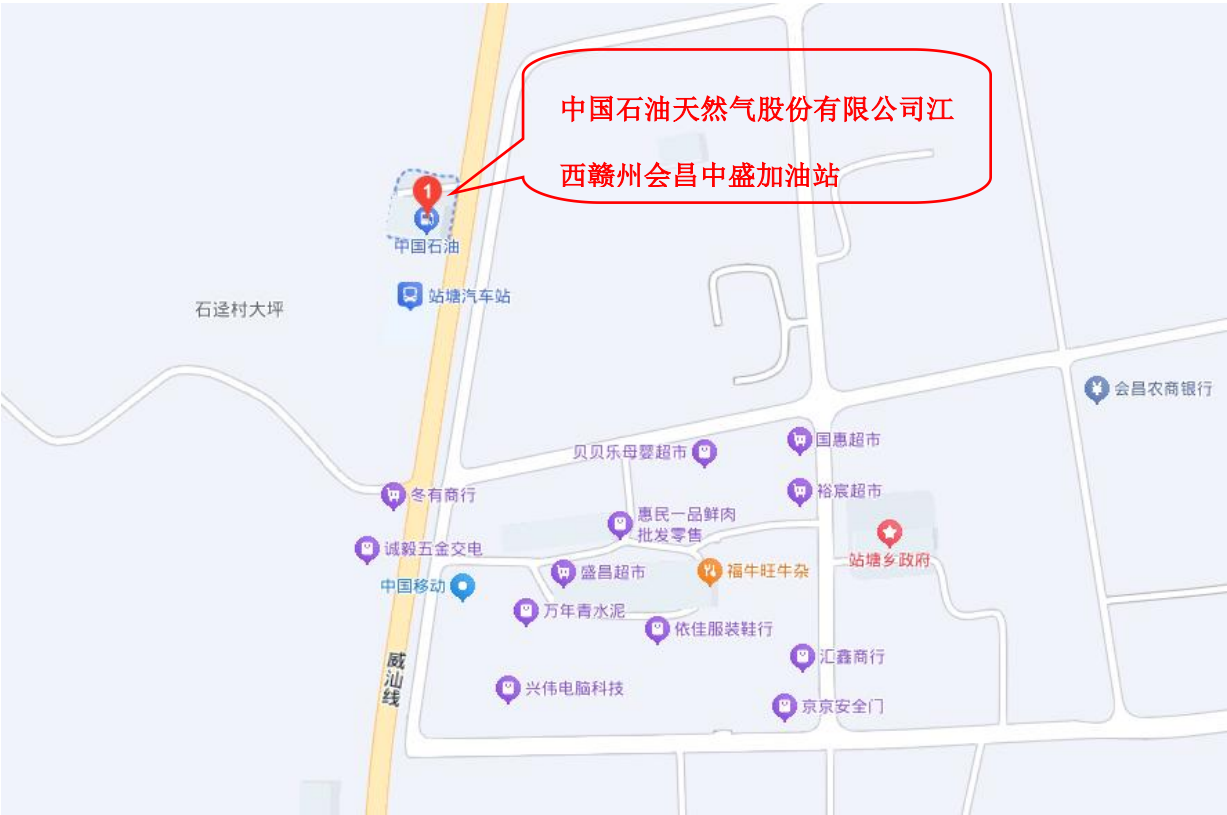 中国石油天然气股份有限公司江
西赣州会昌中盛加油站
1
中国石油
站塘汽车站
石迳村大坪
会昌农商银行
国惠超市
贝贝乐母婴超市
裕宸超市
冬有商行
惠民一品鲜肉
批发零售
诚毅五金交电
站塘乡政府
盛昌超市
福牛旺牛杂
中国移动
万年青水泥
依佳服装鞋行
汇鑫商行
威汕线
兴伟电脑科技
京京安全门